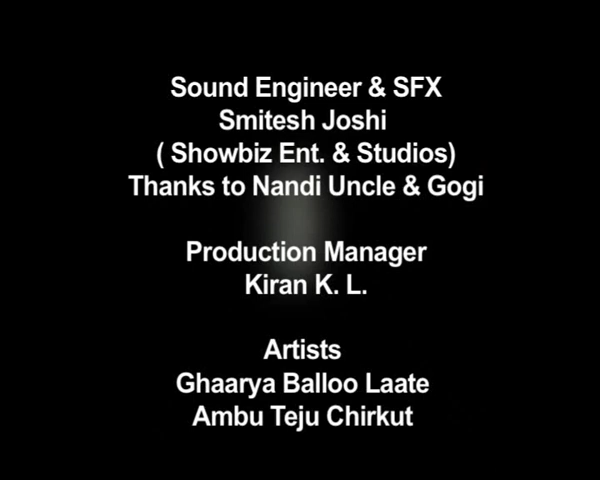 Sound Engineer & SFX
Smitesh Joshi
( Showbiz Ent. & Studios)
Thanks to Nandi Uncle & Gogi
Production Manager
Kiran K. L.
Artists
Ghaarya Balloo Laate
Ambu Teju Chirkut